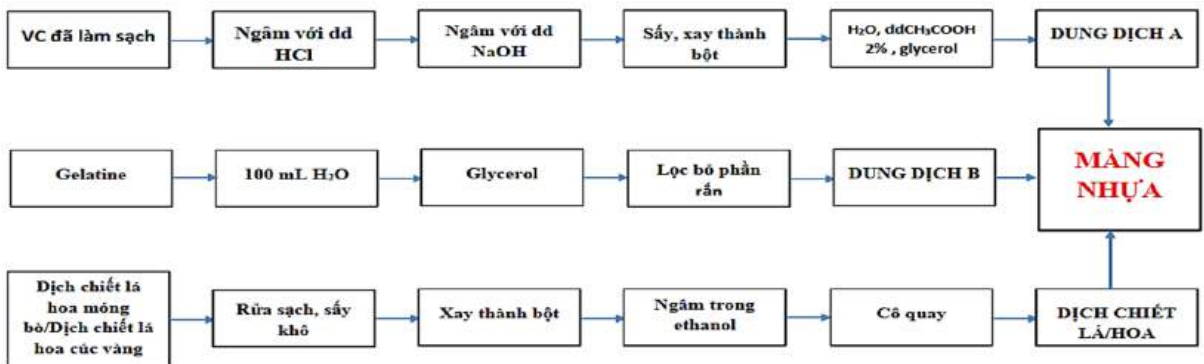 VC đã làm sạch
Ngâm với dd
HCl
Ngâm với dd
NaOH
Sấy, xay thành
bột
H₂O, ddCH₃COOH
2% , glycerol
DUNG DỊCH A
Gelatine
100 mL H₂O
Glycerol
Lọc bỏ phần
rắn
DUNG DỊCH B
MÀNG
NHỰA
Dịch chiết lá
hoa móng
bò/Dịch chiết lá
hoa cúc vàng
Rửa sạch, sấy
khô
Xay thành bột
Ngâm trong
ethanol
Cô quay
DỊCH CHIẾT
LÁ/HOA